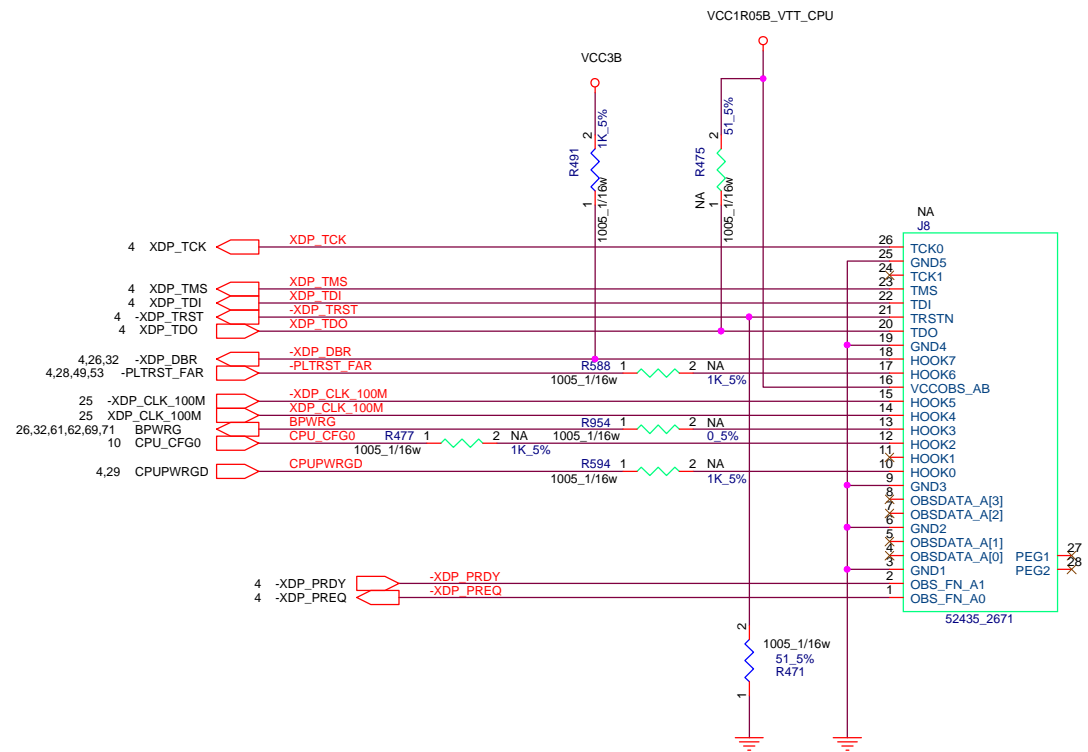 VCC1R05B_VTT_CPU
VCC3B
2
1K_5%
R491
1
1005_1/16w
2
51_5%
R475
NA
1
1005_1/16w
NA
J8
4 XDP_TCK
XDP_TCK
26 TCK0
25 GND5
24 TCK1
4 XDP_TMS
XDP_TMS
23 TMS
4 XDP_TDI
XDP_TDI
22 TDI
4 -XDP_TRST
-XDP_TRST
21 TRSTN
4 XDP_TDO
XDP_TDO
20 TDO
19 GND4
4,26,32 -XDP_DBR
-XDP_DBR
18 HOOK7
4,28,49,53 -PLTRST_FAR
-PLTRST_FAR
R588 1 2 NA
1005_1/16w 1K_5%
17 HOOK6
16 VCCOBS_AB
25 -XDP_CLK_100M
-XDP_CLK_100M
15 HOOK5
25 XDP_CLK_100M
XDP_CLK_100M
14 HOOK4
26,32,61,62,69,71 BPWRG
BPWRG
R954 1 2 NA
1005_1/16w 0_5%
13 HOOK3
10 CPU_CFG0
CPU_CFG0
R477 1 2 NA
1005_1/16w 1K_5%
12 HOOK2
11 HOOK1
4,29 CPUPWRGD
CPUPWRGD
R594 1 2 NA
1005_1/16w 1K_5%
10 HOOK0
9 GND3
8 OBSDATA_A[3]
7 OBSDATA_A[2]
6 GND2
5 OBSDATA_A[1]
4 OBSDATA_A[0]
PEG1 27
3 GND1
PEG2 28
4 -XDP_PRDY
-XDP_PRDY
2 OBS_FN_A1
4 -XDP_PREQ
-XDP_PREQ
1 OBS_FN_A0
52435_2671
2
1005_1/16w
51_5%
R471
1